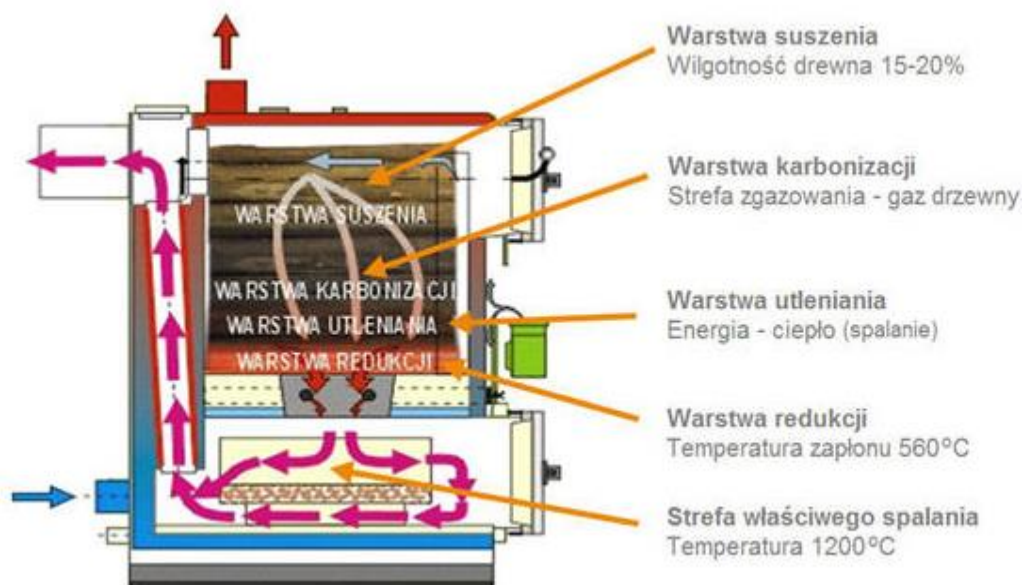 Warstwa suszenia
Wilgotność drewna 15-20%
Warstwa karbonizacji
Strefa zgazowania - gaz drzewny
WARSTWA SUSZENIA
WARSTWA KARBONIZACJI
WARSTWA UTLENIANIA
WARSTWA REDUKCJI
Warstwa utleniania
Energia - ciepło (spalanie)
Warstwa redukcji
Temperatura zapłonu 560°C
Strefa właściwego spalania
Temperatura 1200°C